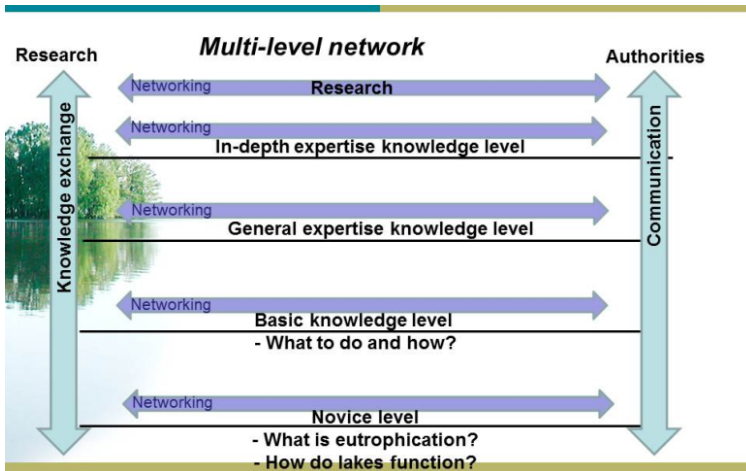 Multi-level network
Research
Authorities
Knowledge exchange
Communication
Networking
Research
Networking
In-depth expertise knowledge level
Networking
General expertise knowledge level
Networking
Basic knowledge level
- What to do and how?
Networking
Novice level
- What is eutrophication?
- How do lakes function?